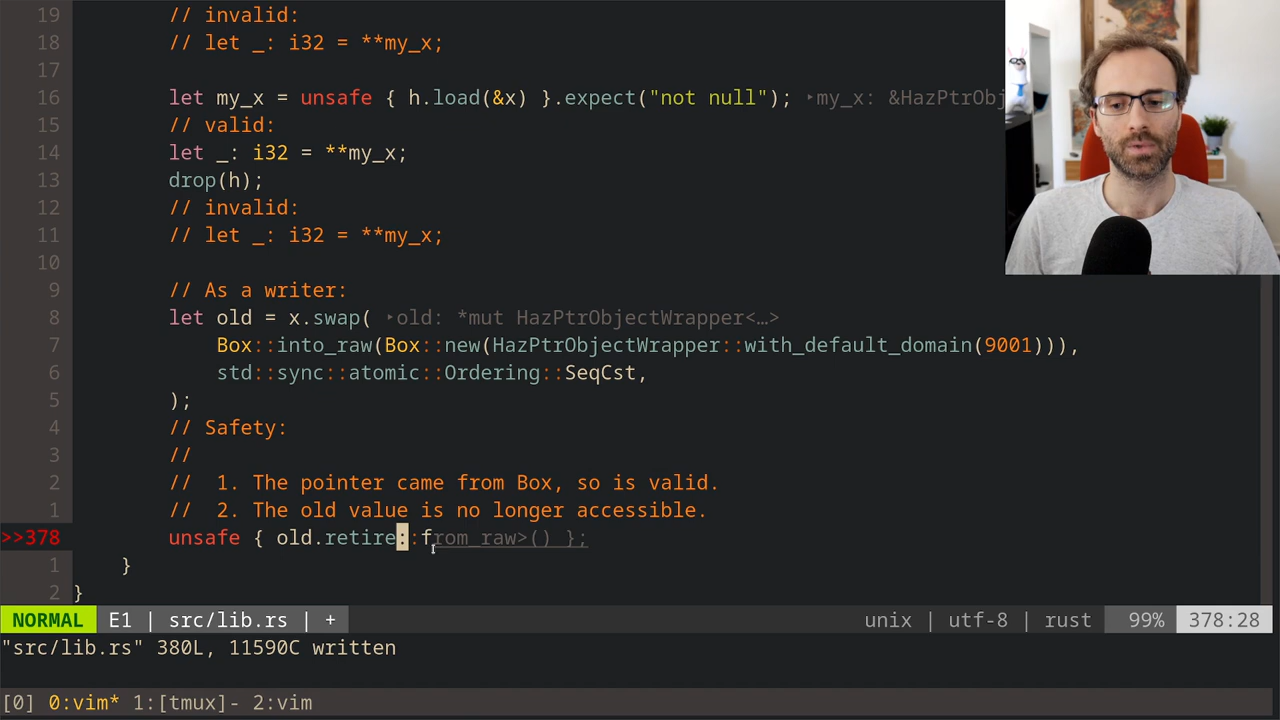 19 // invalid:
18 // let _: i32 = **my_x;
17
16 let my_x = unsafe { h.load(&x) }.expect("not null"); ‣my_x: &HazPtrObj
15 // valid:
14 let _: i32 = **my_x;
13 drop(h);
12 // invalid:
11 // let _: i32 = **my_x;
10
9 // As a writer:
8 let old = x.swap( ‣old: *mut HazPtrObjectWrapper<…>
7 Box::into_raw(Box::new(HazPtrObjectWrapper::with_default_domain(9001))),
6 std::sync::atomic::Ordering::SeqCst,
5 );
4 // Safety:
3 //
2 // 1. The pointer came from Box, so is valid.
1 // 2. The old value is no longer accessible.
>>378 unsafe { old.retire::from_raw>() };
1 }
2 }
NORMAL E1 | src/lib.rs | + unix | utf-8 | rust 99% 378:28
"src/lib.rs" 380L, 11590C written
[0] 0:vim* 1:[tmux]- 2:vim